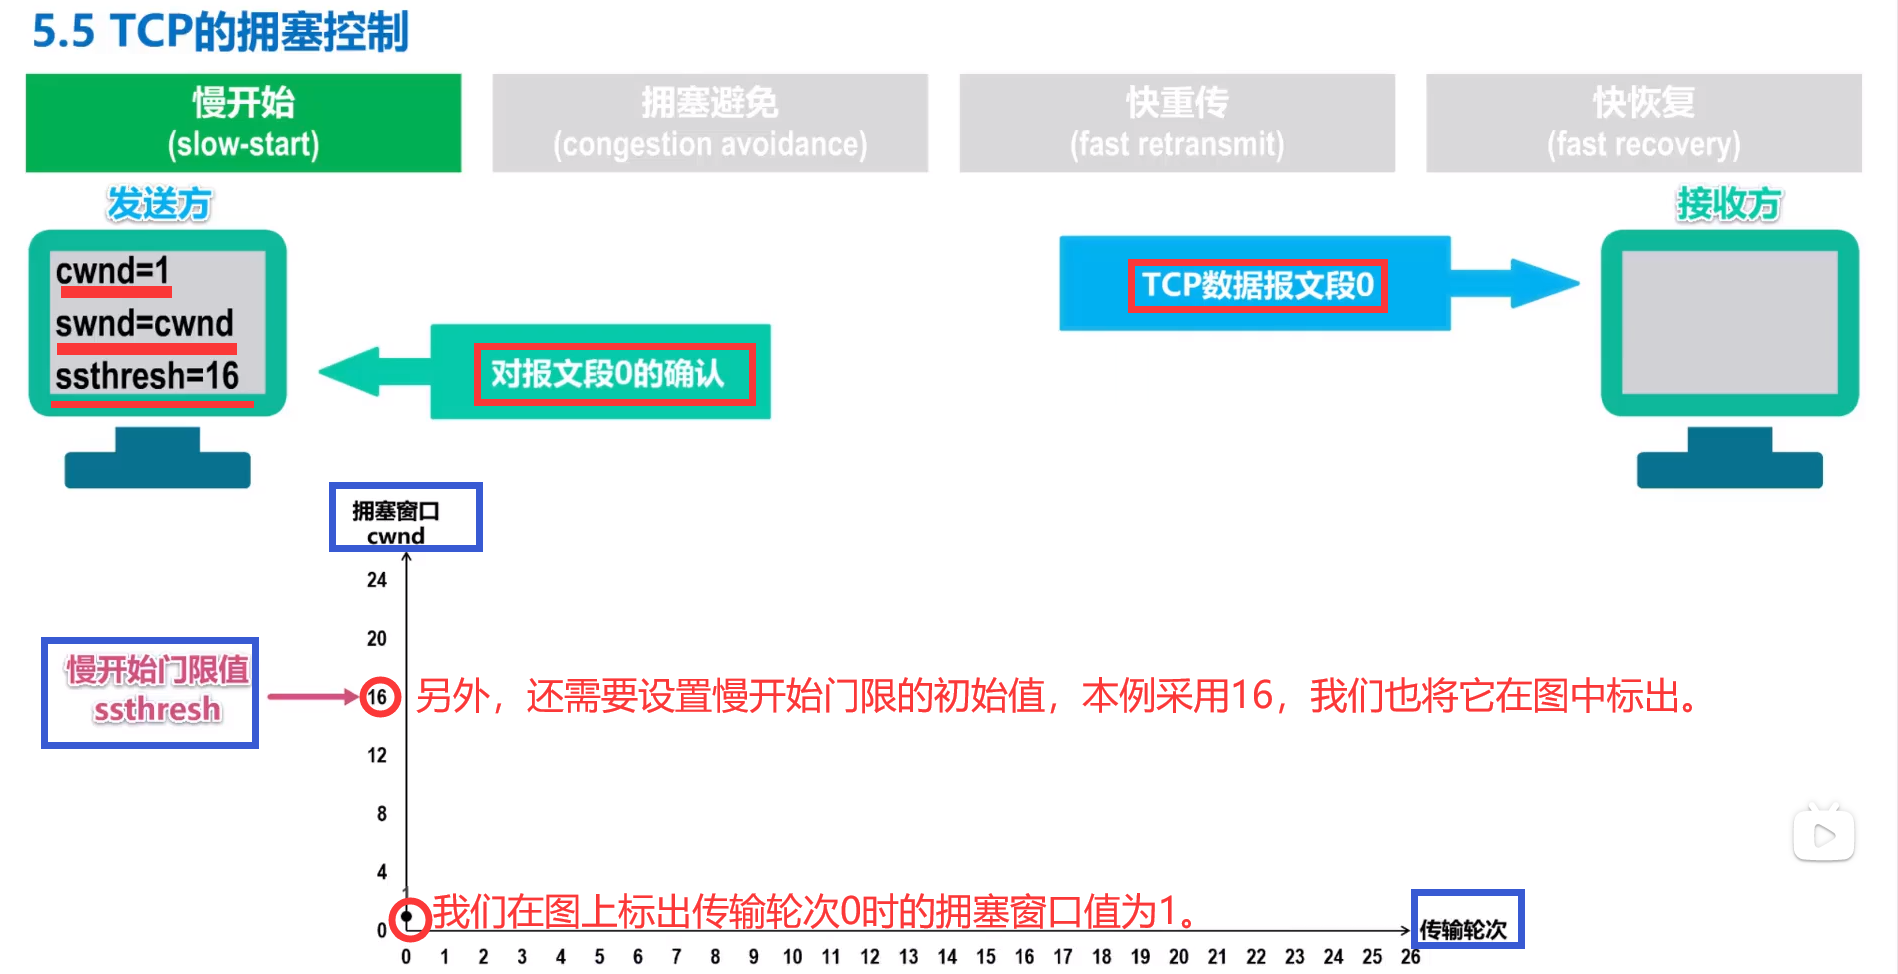 5.5 TCP的拥塞控制
慢开始
(slow-start)
拥塞避免
(congestion avoidance)
快重传
(fast retransmit)
快恢复
(fast recovery)
发送方
接收方
cwnd=1
swnd=cwnd
ssthresh=16
TCP数据报文段0
对报文段0的确认
拥塞窗口
cwnd
24
20
慢开始门限值
ssthresh
16
另外，还需要设置慢开始门限的初始值，本例采用16，我们也将它在图中标出。
12
8
4
1
我们在图上标出传输轮次0时的拥塞窗口值为1。
0
传输轮次
0 1 2 3 4 5 6 7 8 9 10 11 12 13 14 15 16 17 18 19 20 21 22 23 24 25 26